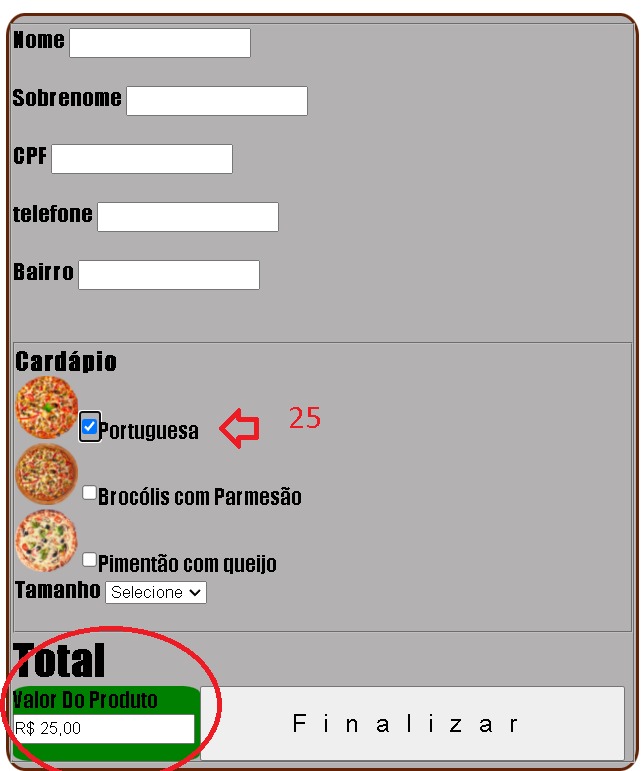 Nome
Sobrenome
CPF
telefone
Bairro
Cardápio
Portuguesa 25
Brocólis com Parmesão
Pimentão com queijo
Tamanho Selecione
Total
Valor Do Produto
R$ 25,00
Finalizar